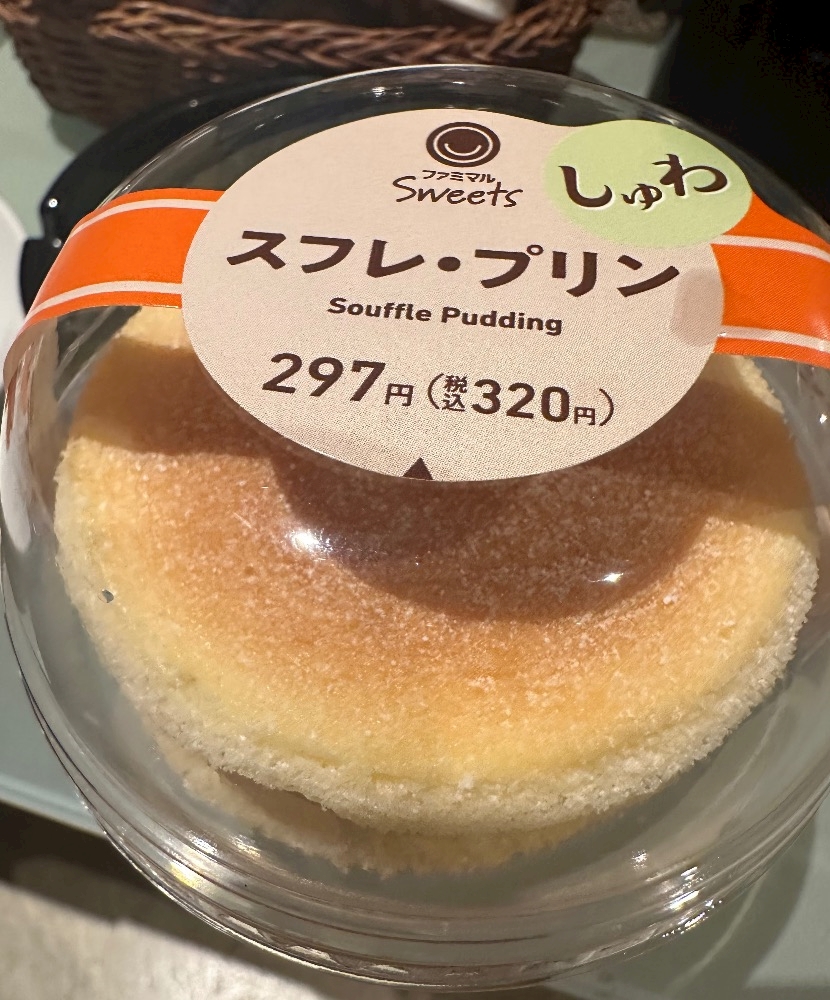 ファミマル
Sweets
しゅわ
スフレ・プリン
Souffle Pudding
297円(税込320円)